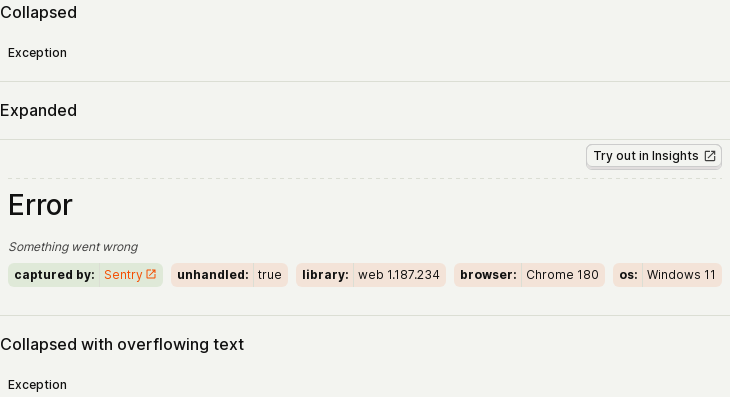 Collapsed
Exception
Expanded
Try out in Insights
Error
Something went wrong
captured by: Sentry unhandled: true library: web 1.187.234 browser: Chrome 180 os: Windows 11
Collapsed with overflowing text
Exception